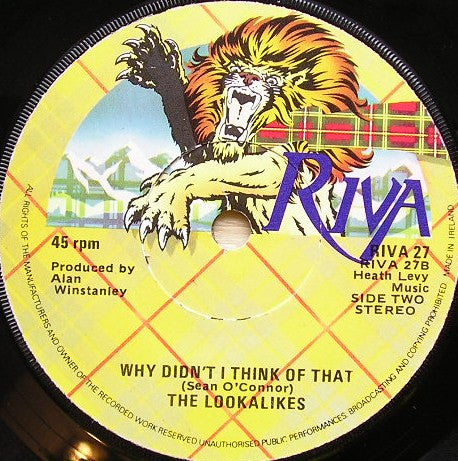 RIVA
45 rpm
Produced by
Alan
Winstanley
RIVA 27
RIVA 27B
Heath Levy
Music
SIDE TWO
STEREO
WHY DIDN'T I THINK OF THAT
(Sean O'Connor)
THE LOOKALIKES
ALL RIGHTS OF THE MANUFACTURERS AND OWNER OF THE RECORDED WORK RESERVED UNAUTHORISED PUBLIC PERFORMANCES, BROADCASTING AND COPYING PROHIBITED. MADE IN IRELAND